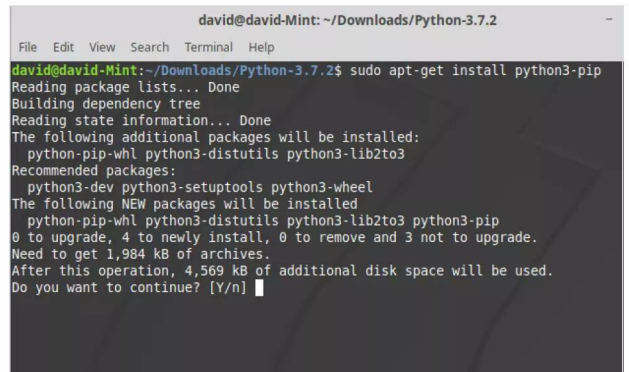 david@david-Mint: ~/Downloads/Python-3.7.2 –
File Edit View Search Terminal Help
david@david-Mint:~/Downloads/Python-3.7.2$ sudo apt-get install python3-pip
Reading package lists... Done
Building dependency tree
Reading state information... Done
The following additional packages will be installed:
  python-pip-whl python3-distutils python3-lib2to3
Recommended packages:
  python3-dev python3-setuptools python3-wheel
The following NEW packages will be installed
  python-pip-whl python3-distutils python3-lib2to3 python3-pip
0 to upgrade, 4 to newly install, 0 to remove and 3 not to upgrade.
Need to get 1,984 kB of archives.
After this operation, 4,569 kB of additional disk space will be used.
Do you want to continue? [Y/n]